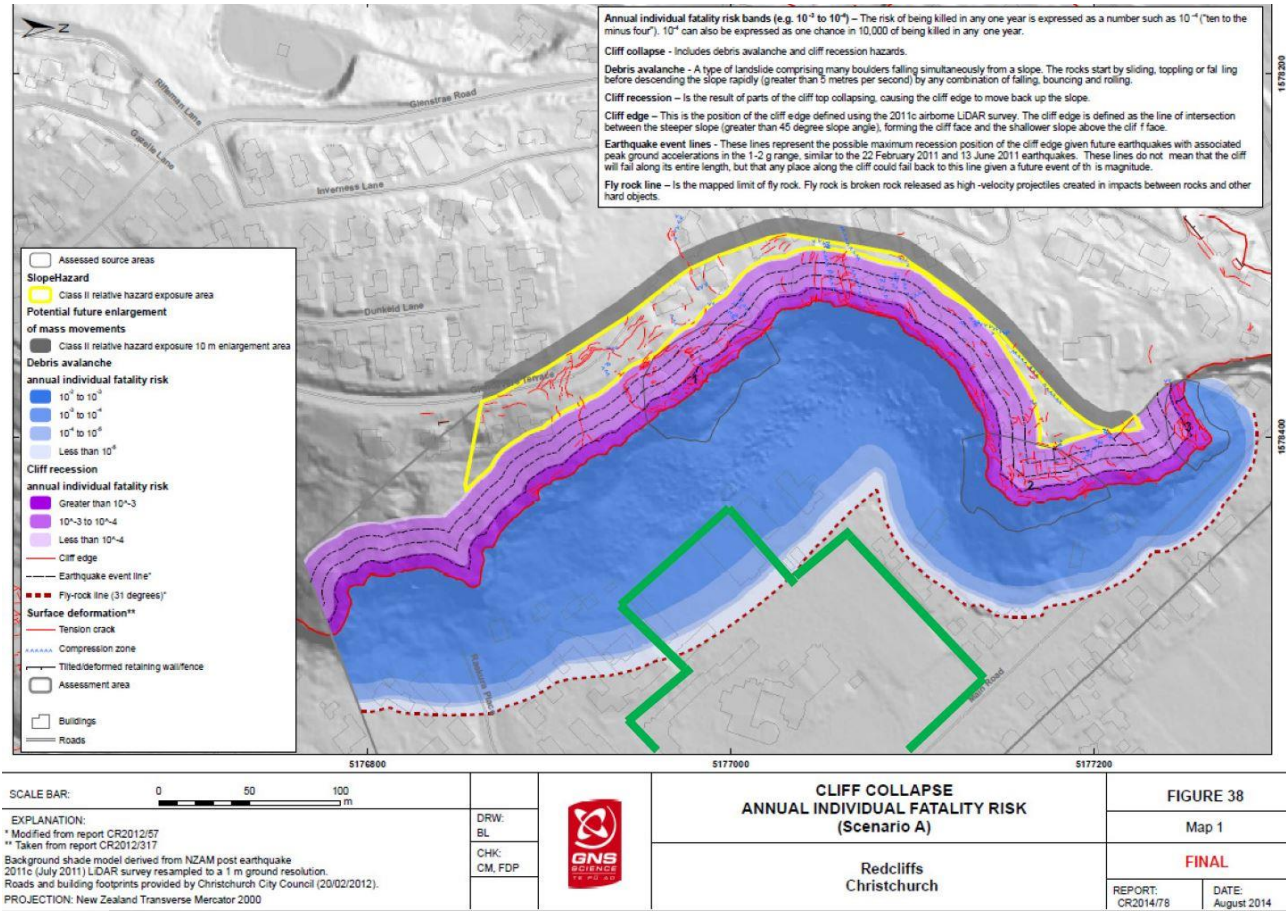 N
Annual individual fatality risk bands (e.g. 10⁻³ to 10⁻⁴) – The risk of being killed in any one year is expressed as a number such as 10⁻⁴ ("ten to the
minus four"). 10⁻⁴ can also be expressed as one chance in 10,000 of being killed in any one year.
Cliff collapse - Includes debris avalanche and cliff recession hazards.
Debris avalanche - A type of landslide comprising many boulders falling simultaneously from a slope. The rocks start by sliding, toppling or fal ling
before descending the slope rapidly (greater than 5 metres per second) by any combination of falling, bouncing and rolling.
Cliff recession – Is the result of parts of the cliff top collapsing, causing the cliff edge to move back up the slope.
Cliff edge – This is the position of the cliff edge defined using the 2011c airborne LiDAR survey. The cliff edge is defined as the line of intersection
between the steeper slope (greater than 45 degree slope angle), forming the cliff face and the shallower slope above the clif f face.
Earthquake event lines - These lines represent the possible maximum recession position of the cliff edge given future earthquakes with associated
peak ground accelerations in the 1-2 g range, similar to the 22 February 2011 and 13 June 2011 earthquakes. These lines do not mean that the cliff
will fail along its entire length, but that any place along the cliff could fail back to this line given a future event of th is magnitude.
Fly rock line – Is the mapped limit of fly rock. Fly rock is broken rock released as high -velocity projectiles created in impacts between rocks and other
hard objects.
1578200
1578400
Rifleman Lane
Gazelle Lane
Glenstrae Road
Inverness Lane
Dunkeld Lane
Terrace
Main Road
1
2
3
Assessed source areas
SlopeHazard
Class II relative hazard exposure area
Potential future enlargement
of mass movements
Class II relative hazard exposure 10 m enlargement area
Debris avalanche
annual individual fatality risk
10⁻² to 10⁻³
10⁻³ to 10⁻⁴
10⁻⁴ to 10⁻⁵
Less than 10⁻⁵
Cliff recession
annual individual fatality risk
Greater than 10^-3
10^-3 to 10^-4
Less than 10^-4
Cliff edge
Earthquake event line*
Fly-rock line (31 degrees)*
Surface deformation**
Tension crack
Compression zone
Tilted/deformed retaining wall/fence
Assessment area
Buildings
Roads
5176800
5177000
5177200
SCALE BAR:
0 50 100
m
EXPLANATION:
* Modified from report CR2012/57
** Taken from report CR2012/317
Background shade model derived from NZAM post earthquake
2011c (July 2011) LiDAR survey resampled to a 1 m ground resolution.
Roads and building footprints provided by Christchurch City Council (20/02/2012).
PROJECTION: New Zealand Transverse Mercator 2000
DRW:
BL
CHK:
CM, FDP
GNS
SCIENCE
TE PŪ AO
CLIFF COLLAPSE
ANNUAL INDIVIDUAL FATALITY RISK
(Scenario A)
Redcliffs
Christchurch
FIGURE 38
Map 1
FINAL
REPORT:
CR2014/78
DATE:
August 2014